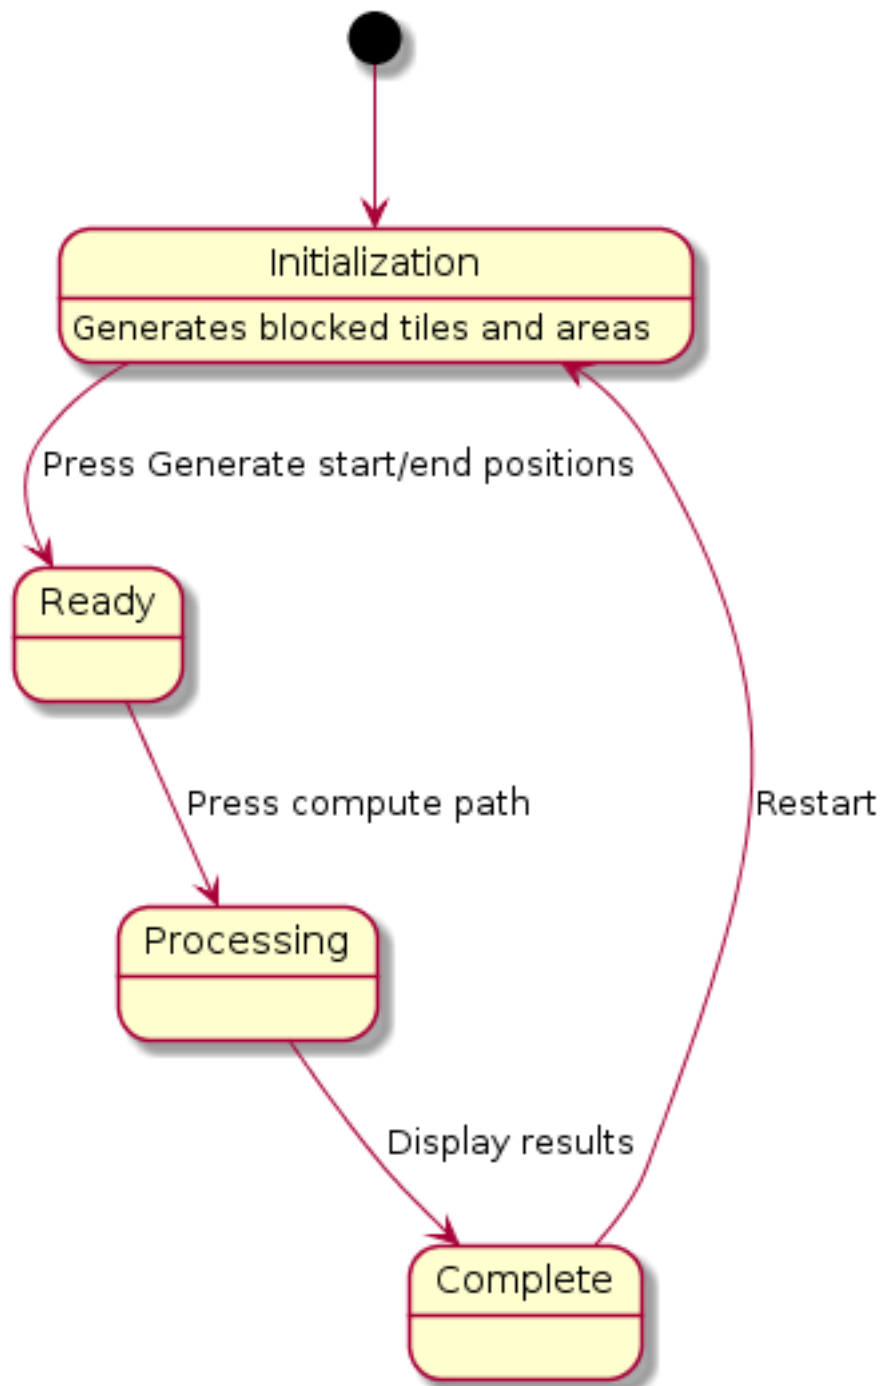 Initialization
Generates blocked tiles and areas
Press Generate start/end positions
Ready
Press compute path
Restart
Processing
Display results
Complete